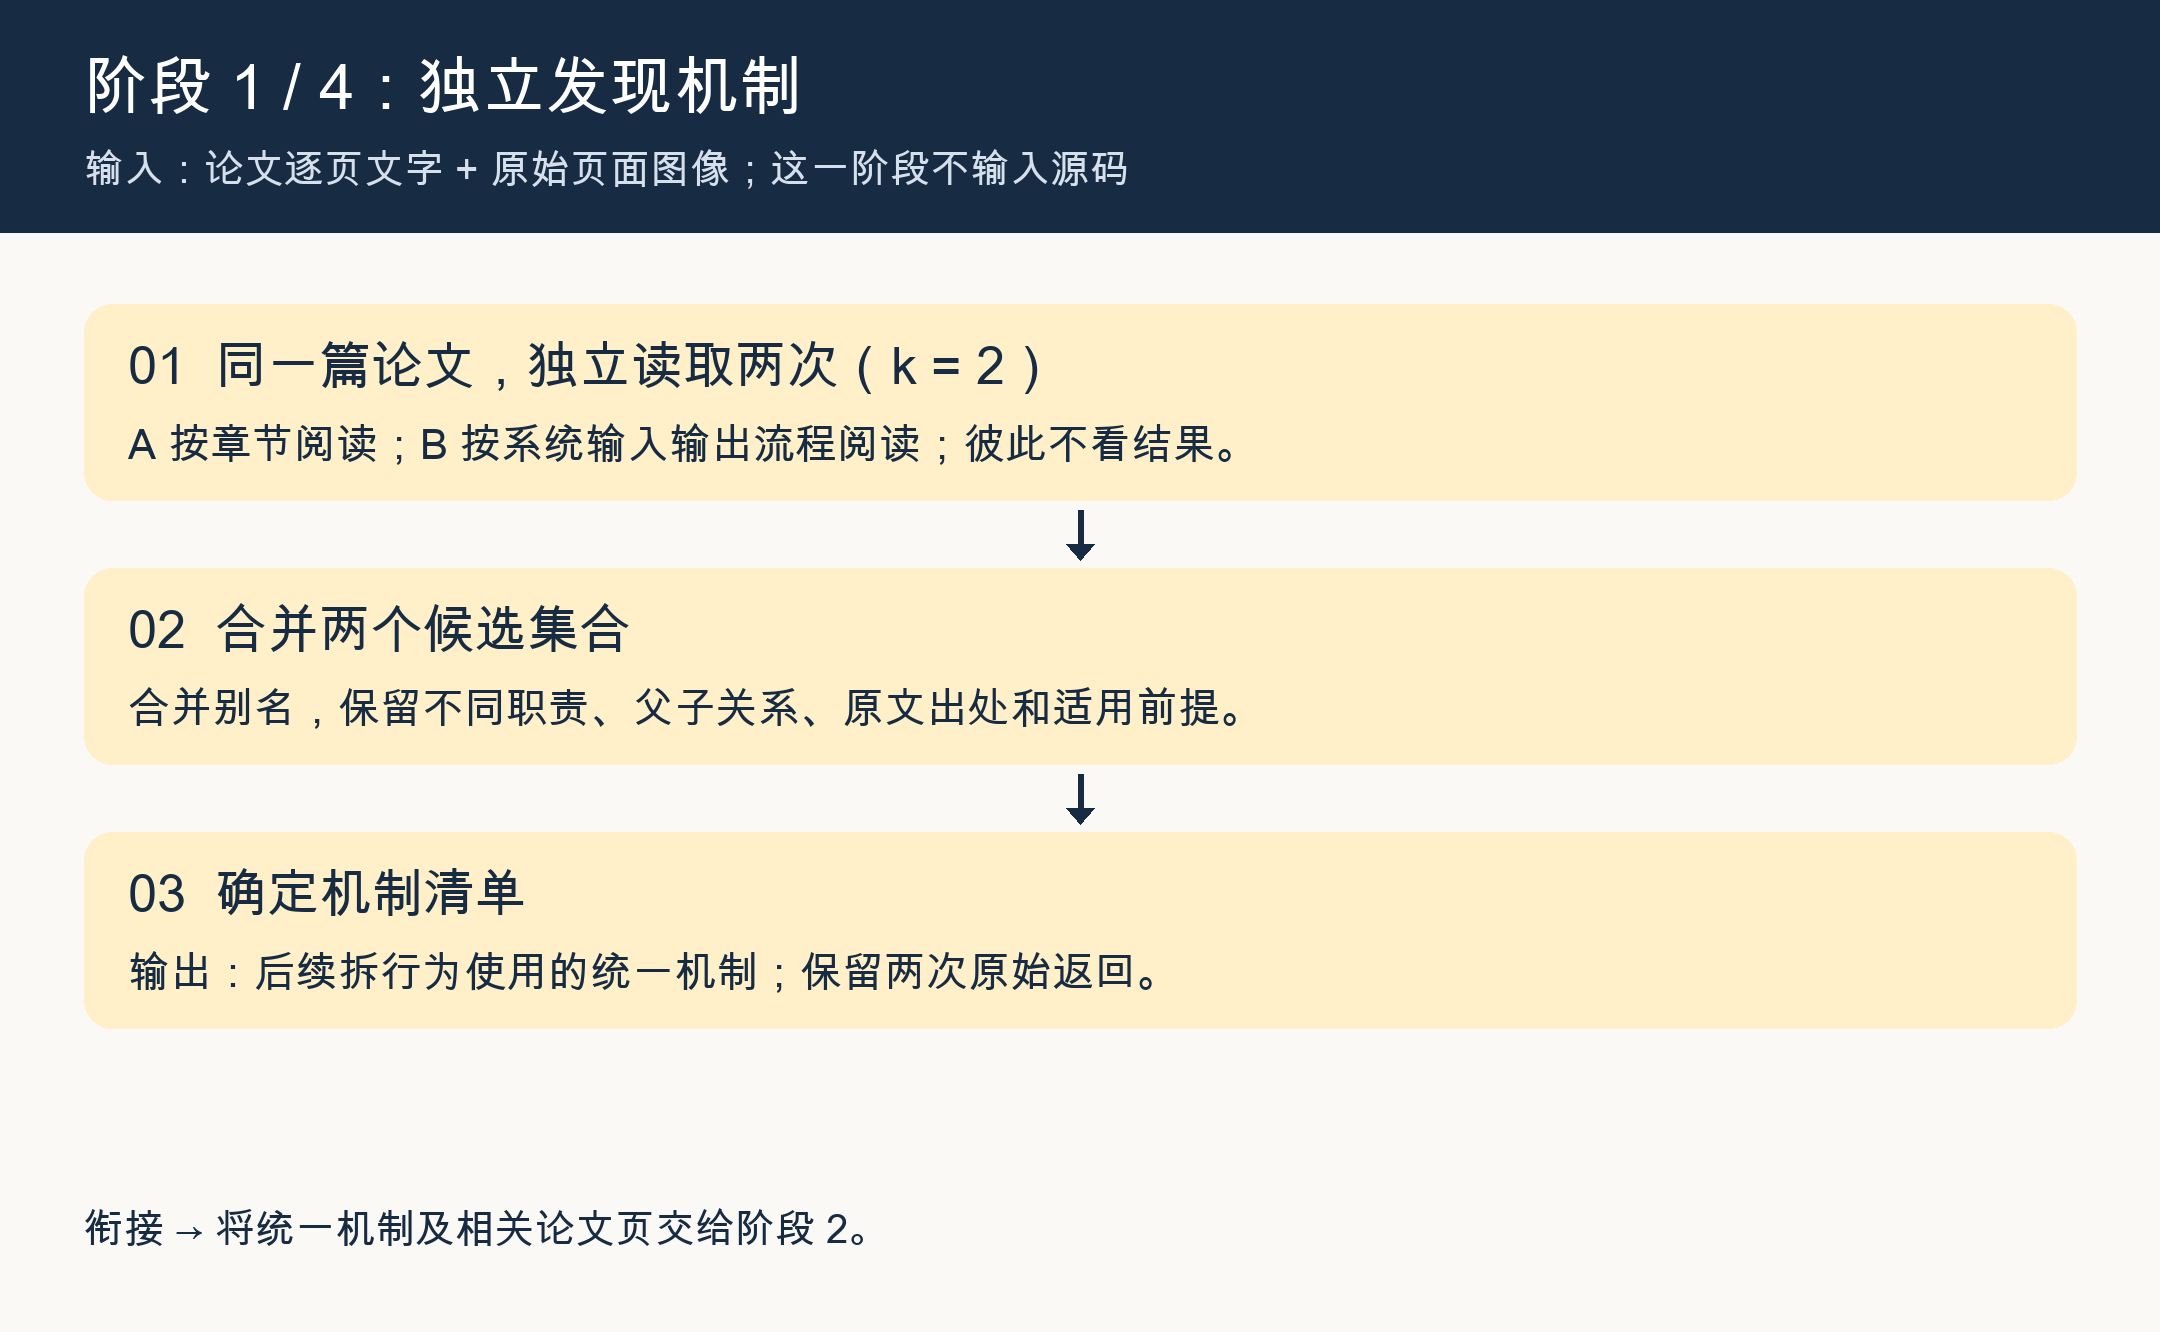 阶段 1 / 4：独立发现机制
输入：论文逐页文字 + 原始页面图像；这一阶段不输入源码
01 同一篇论文，独立读取两次（k = 2）
A 按章节阅读；B 按系统输入输出流程阅读；彼此不看结果。
02 合并两个候选集合
合并别名，保留不同职责、父子关系、原文出处和适用前提。
03 确定机制清单
输出：后续拆行为使用的统一机制；保留两次原始返回。
衔接 → 将统一机制及相关论文页交给阶段 2。